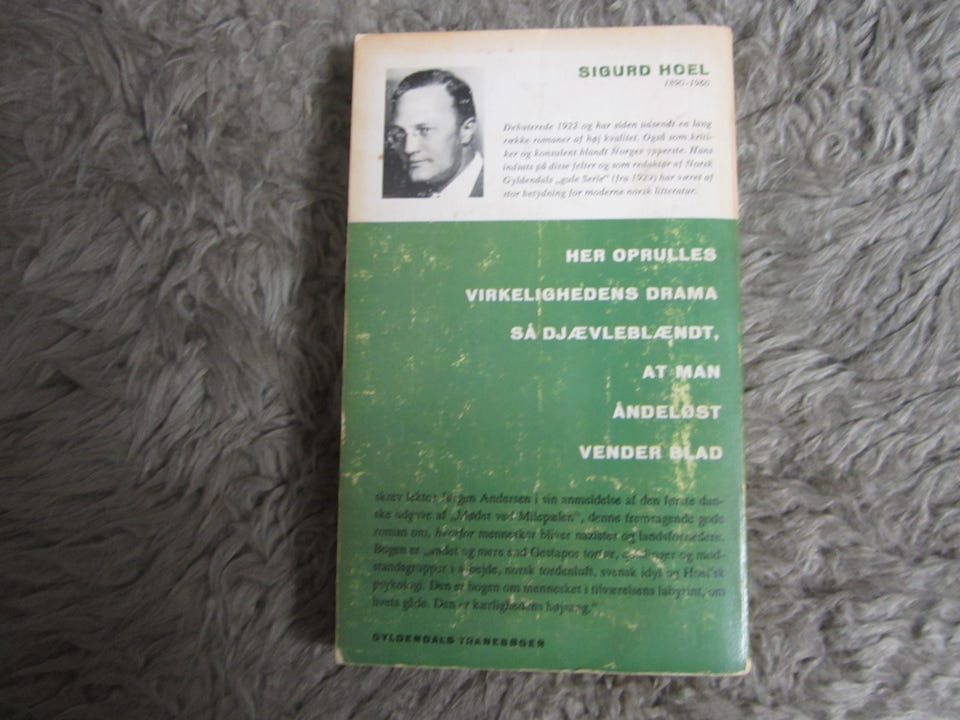 SIGURD HOEL
1890-1960
Debuterede 1922 og har siden udsendt en lang
række romaner af høj kvalitet. Også som kriti-
ker og konsulent blandt Norges ypperste. Hans
indsats på disse felter og som redaktør af Norsk
Gyldendals „gule Serie“ (fra 1929) har været af
stor betydning for moderne norsk litteratur.
HER OPRULLES
VIRKELIGHEDENS DRAMA
SÅ DJÆVLEBLÆNDT,
AT MAN
ÅNDELØST
VENDER BLAD
skrev lektor Jørgen Andersen i sin anmeldelse af den første dan-
ske udgave af „Mødet ved Milepælen“, denne fremragende gode
roman om, hvorfor mennesker bliver nazister og landsforrædere.
Bogen er „andet og mere end Gestapos tortur, og mod-
standsgrupper i arbejde, norsk tordenluft, svensk idyl og Hoel'sk
psykologi. Den er bogen om mennesket i tilværelsens labyrint, om
livets gåde. Den er kærlighedens højsang.“
GYLDENDALS TRANEBØGER